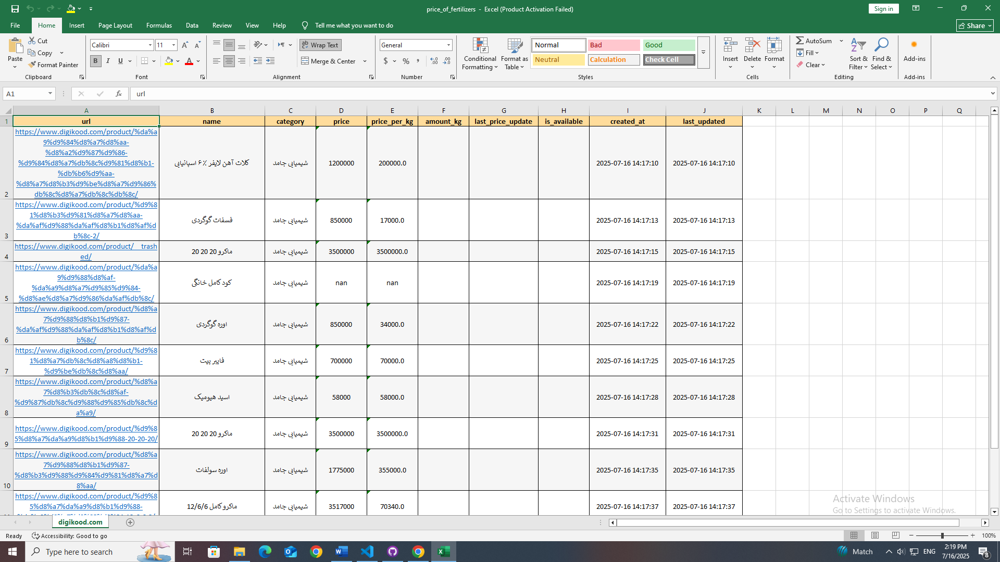 price_of_fertilizers - Excel (Product Activation Failed)
Sign in
File Home Insert Page Layout Formulas Data Review View Help Tell me what you want to do
Share
Paste Cut Copy Format Painter Clipboard
Calibri 11 B I U Font
Wrap Text Merge & Center Alignment
General $ % , Number
Conditional Formatting Format as Table
Normal Bad Good
Neutral Calculation Check Cell
Styles
Insert Delete Format Cells
AutoSum Fill Clear Sort & Filter Find & Select Editing
Add-ins Add-ins
A1 fx url
A B C D E F G H I J K L M N O P Q
1 url name category price price_per_kg amount_kg last_price_update is_available created_at last_updated
https://www.digikood.com/product/%da%a
9%d9%84%d8%a7%d8%aa-
%d8%a2%d9%87%d9%86-
%d9%84%d8%a7%db%8c%d9%81%d8%b1-
%db%b6%d9%aa-
%d8%a7%d8%b3%d9%be%d8%a7%d9%86%
db%8c%d8%a7%db%8c%db%8c/
2 کلات آهن لایفر ۶٪ اسپانیایی شیمیایی جامد 1200000 200000.0 2025-07-16 14:17:10 2025-07-16 14:17:10
https://www.digikood.com/product/%d9%8
1%d8%b3%d9%81%d8%a7%d8%aa-
%da%af%d9%88%da%af%d8%b1%d8%af%d
b%8c-2/
3 فسفات گوگردی شیمیایی جامد 850000 17000.0 2025-07-16 14:17:13 2025-07-16 14:17:13
https://www.digikood.com/product/__trash
ed/
4 ماکرو 20 20 20 شیمیایی جامد 3500000 3500000.0 2025-07-16 14:17:15 2025-07-16 14:17:15
https://www.digikood.com/product/%da%a
9%d9%88%d8%af-
%da%a9%d8%a7%d9%85%d9%84-
%d8%ae%d8%a7%d9%86%da%af%db%8c/
5 کود کامل خانگی شیمیایی جامد nan nan 2025-07-16 14:17:19 2025-07-16 14:17:19
https://www.digikood.com/product/%d8%a
7%d9%88%d8%b1%d9%87-
%da%af%d9%88%da%af%d8%b1%d8%af%d
b%8c/
6 اوره گوگردی شیمیایی جامد 850000 34000.0 2025-07-16 14:17:22 2025-07-16 14:17:22
https://www.digikood.com/product/%d9%8
1%d8%a7%db%8c%d8%a8%d8%b1-
%d9%be%db%8c%d8%aa/
7 فایبر پیت شیمیایی جامد 700000 70000.0 2025-07-16 14:17:25 2025-07-16 14:17:25
https://www.digikood.com/product/%d8%a
7%d8%b3%db%8c%d8%af-
%d9%87%db%8c%d9%88%d9%85%db%8c%d
a%a9/
8 اسید هیومیک شیمیایی جامد 58000 58000.0 2025-07-16 14:17:28 2025-07-16 14:17:28
https://www.digikood.com/product/%d9%8
5%d8%a7%da%a9%d8%b1%d9%88-20-20-20/
9 ماکرو 20 20 20 شیمیایی جامد 3500000 3500000.0 2025-07-16 14:17:31 2025-07-16 14:17:31
https://www.digikood.com/product/%d8%a
7%d9%88%d8%b1%d9%87-
%d8%b3%d9%88%d9%84%d9%81%d8%a7%d
8%aa/
10 اوره سولفات شیمیایی جامد 1775000 355000.0 2025-07-16 14:17:35 2025-07-16 14:17:35
https://www.digikood.com/product/%d9%8
5%d8%a7%da%a9%d8%b1%d9%88-
ماکرو کامل 12/6/6 شیمیایی جامد 3517000 70340.0 2025-07-16 14:17:37 2025-07-16 14:17:37
Activate Windows
Go to Settings to activate Windows.
digikood.com
Ready Accessibility: Good to go 100%
Type here to search
Match ENG 2:19 PM
7/16/2025
8